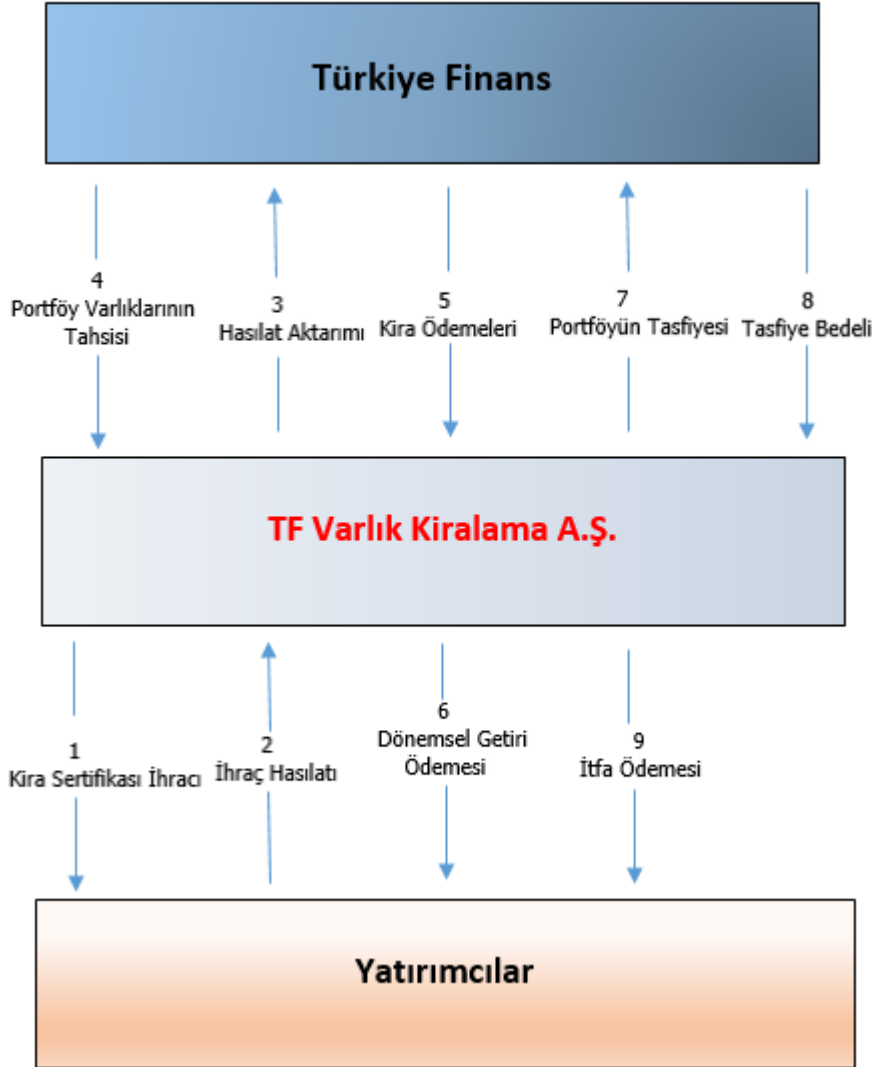 Türkiye Finans
4
Portföy Varlıklarının
Tahsisi
3
Hasılat Aktarımı
5
Kira Ödemeleri
7
Portföyün Tasfiyesi
8
Tasfiye Bedeli
TF Varlık Kiralama A.Ş.
1
Kira Sertifikası İhracı
2
İhraç Hasılatı
6
Dönemsel Getiri
Ödemesi
9
İtfa Ödemesi
Yatırımcılar